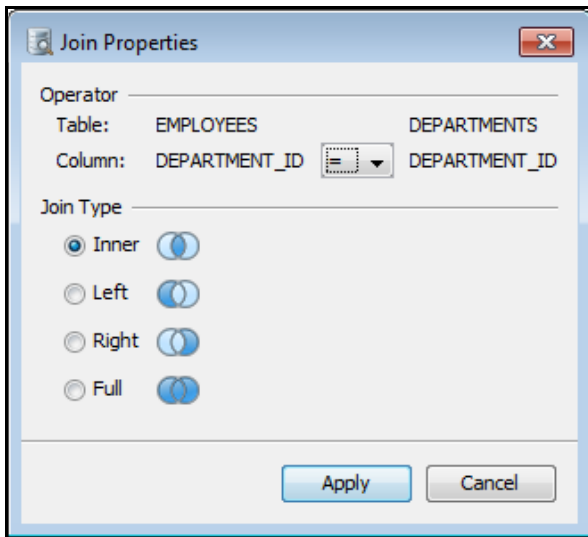 Join Properties
Operator
Table: EMPLOYEES DEPARTMENTS
Column: DEPARTMENT_ID = DEPARTMENT_ID
Join Type
Inner
Left
Right
Full
Apply Cancel